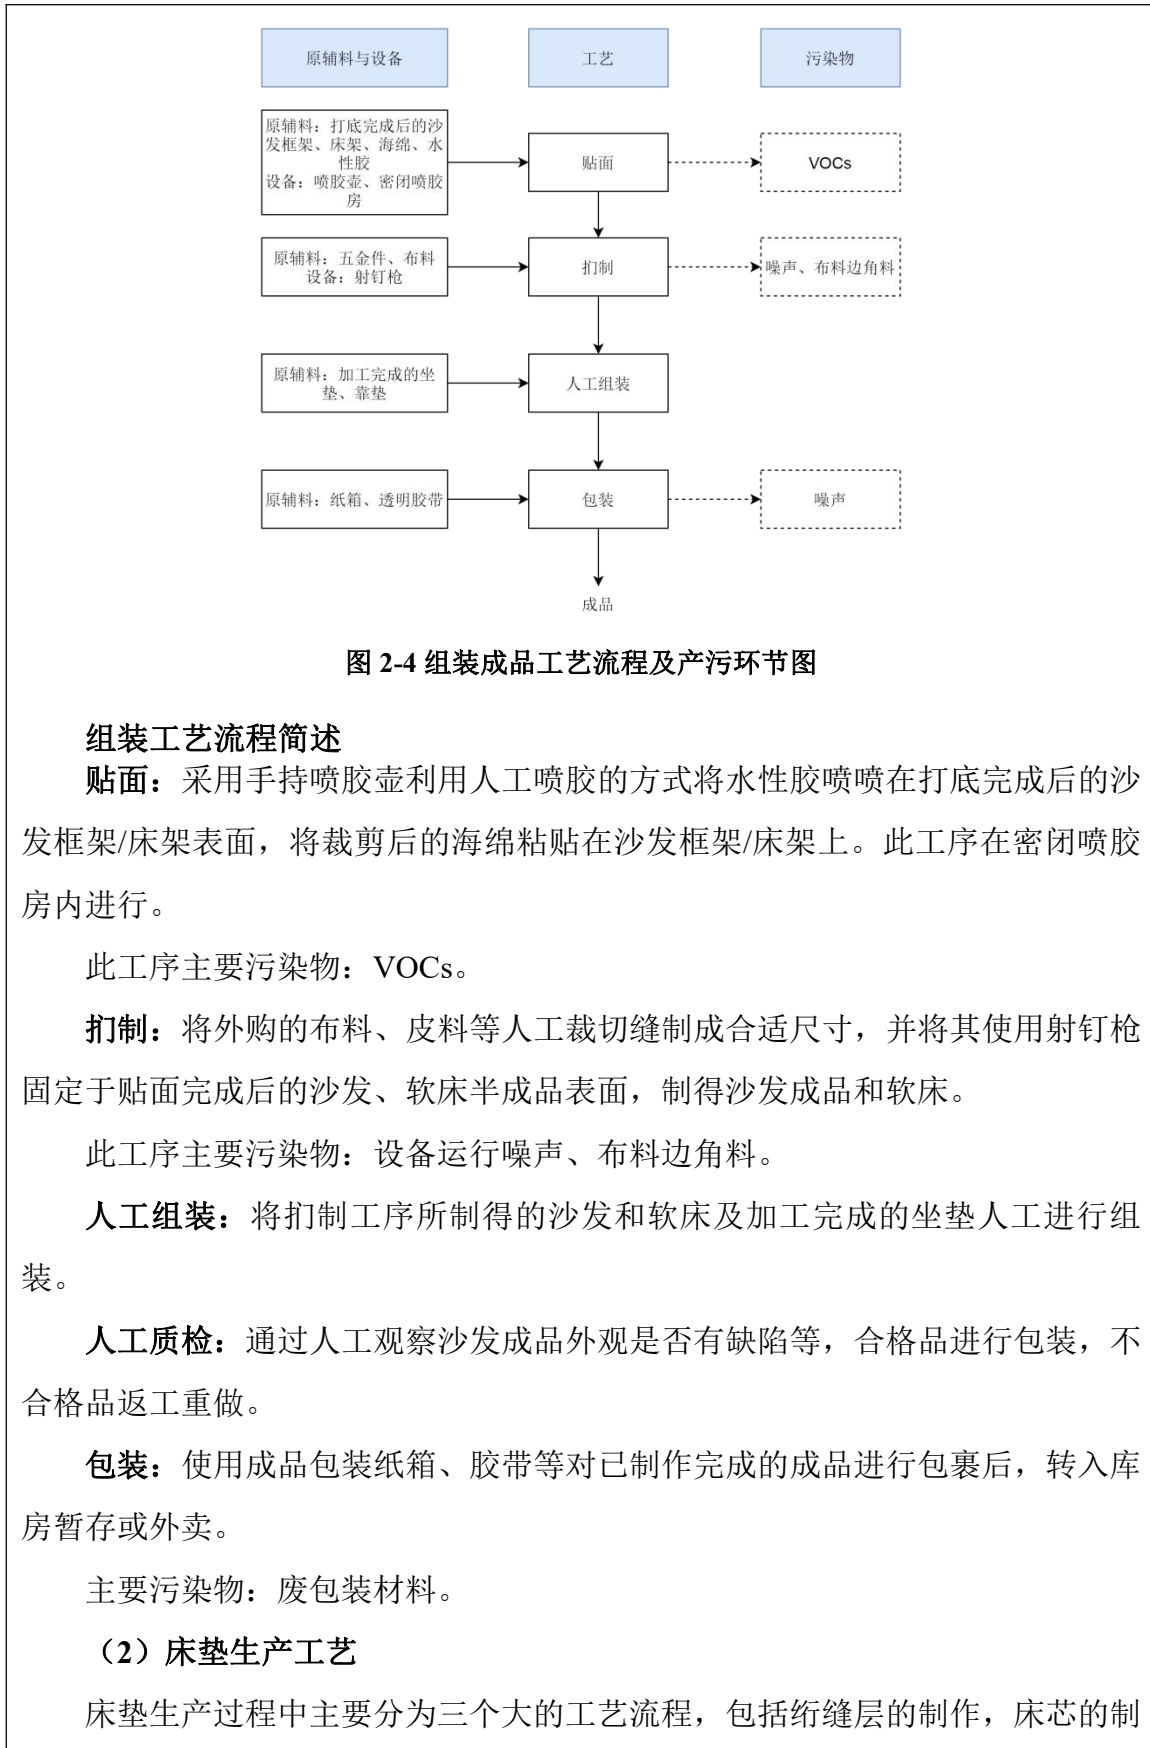 原辅料与设备
工艺
污染物
原辅料：打底完成后的沙
发框架、床架、海绵、水
性胶
设备：喷胶壶、密闭喷胶
房
贴面
VOCs
原辅料：五金件、布料
设备：射钉枪
扪制
噪声、布料边角料
原辅料：加工完成的坐
垫、靠垫
人工组装
原辅料：纸箱、透明胶带
包装
噪声
成品
图 2-4 组装成品工艺流程及产污环节图
组装工艺流程简述
贴面：采用手持喷胶壶利用人工喷胶的方式将水性胶喷喷在打底完成后的沙
发框架/床架表面，将裁剪后的海绵粘贴在沙发框架/床架上。此工序在密闭喷胶
房内进行。
此工序主要污染物：VOCs。
扪制：将外购的布料、皮料等人工裁切缝制成合适尺寸，并将其使用射钉枪
固定于贴面完成后的沙发、软床半成品表面，制得沙发成品和软床。
此工序主要污染物：设备运行噪声、布料边角料。
人工组装：将扪制工序所制得的沙发和软床及加工完成的坐垫人工进行组
装。
人工质检：通过人工观察沙发成品外观是否有缺陷等，合格品进行包装，不
合格品返工重做。
包装：使用成品包装纸箱、胶带等对已制作完成的成品进行包裹后，转入库
房暂存或外卖。
主要污染物：废包装材料。
（2）床垫生产工艺
床垫生产过程中主要分为三个大的工艺流程，包括绗缝层的制作，床芯的制